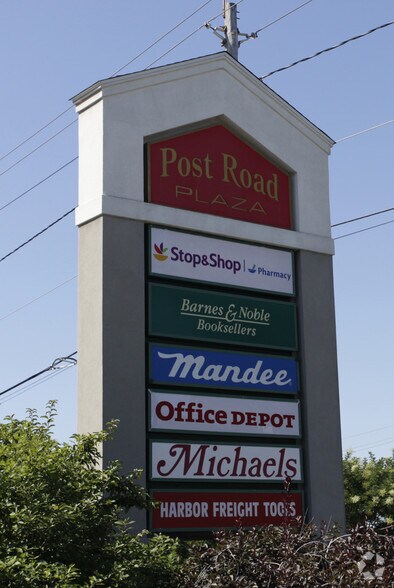 Post Road
PLAZA
Stop&Shop | Pharmacy
Barnes & Noble
Booksellers
Mandee
Office DEPOT
Michaels
HARBOR FREIGHT TOOLS